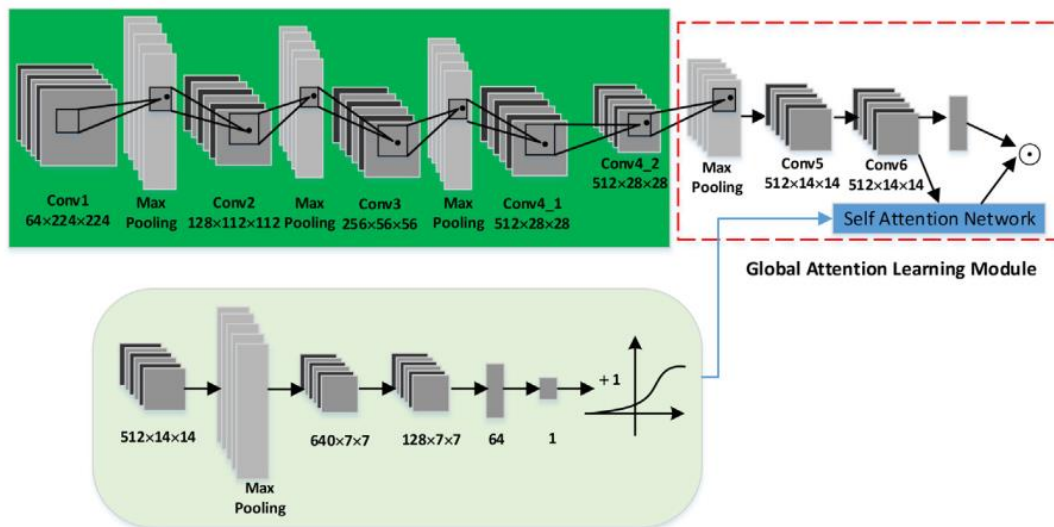 Conv1
64×224×224
Max
Pooling
Conv2
128×112×112
Max
Pooling
Conv3
256×56×56
Max
Pooling
Conv4_1
512×28×28
Conv4_2
512×28×28
Max
Pooling
Conv5
512×14×14
Conv6
512×14×14
Self Attention Network
Global Attention Learning Module
512×14×14
Max
Pooling
640×7×7
128×7×7
64
1
+1